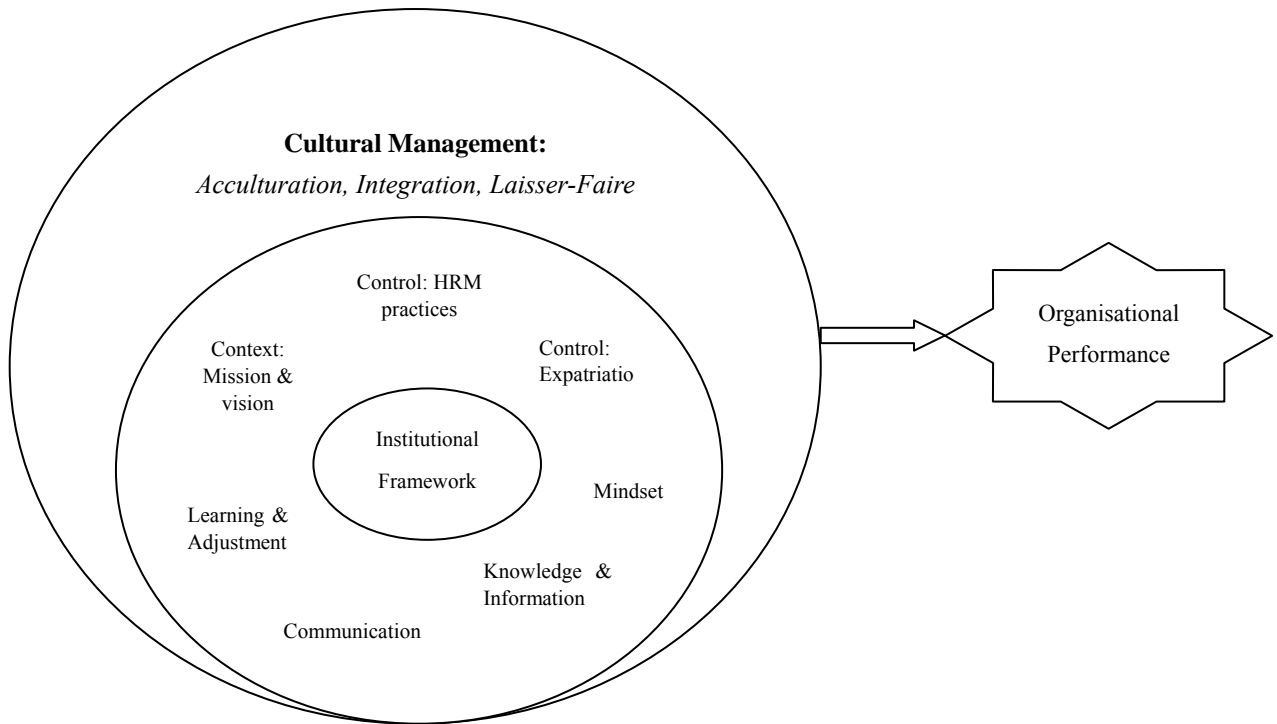 Cultural Management:
Acculturation, Integration, Laisser-Faire
Control: HRM
practices
Context:
Mission &
vision
Control:
Expatriatio
Institutional
Framework
Mindset
Learning &
Adjustment
Knowledge &
Information
Communication
Organisational
Performance